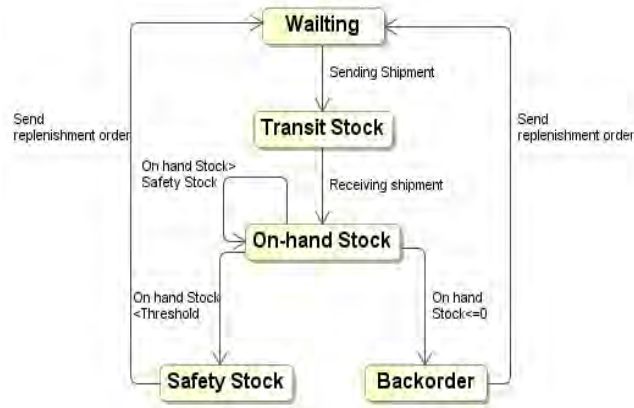 Wailting
Sending Shipment
Send
replenishment order
Send
replenishment order
Transit Stock
On hand Stock>
Safety Stock
Receiving shipment
On-hand Stock
On hand Stock
<Threshold
On hand
Stock<=0
Safety Stock
Backorder